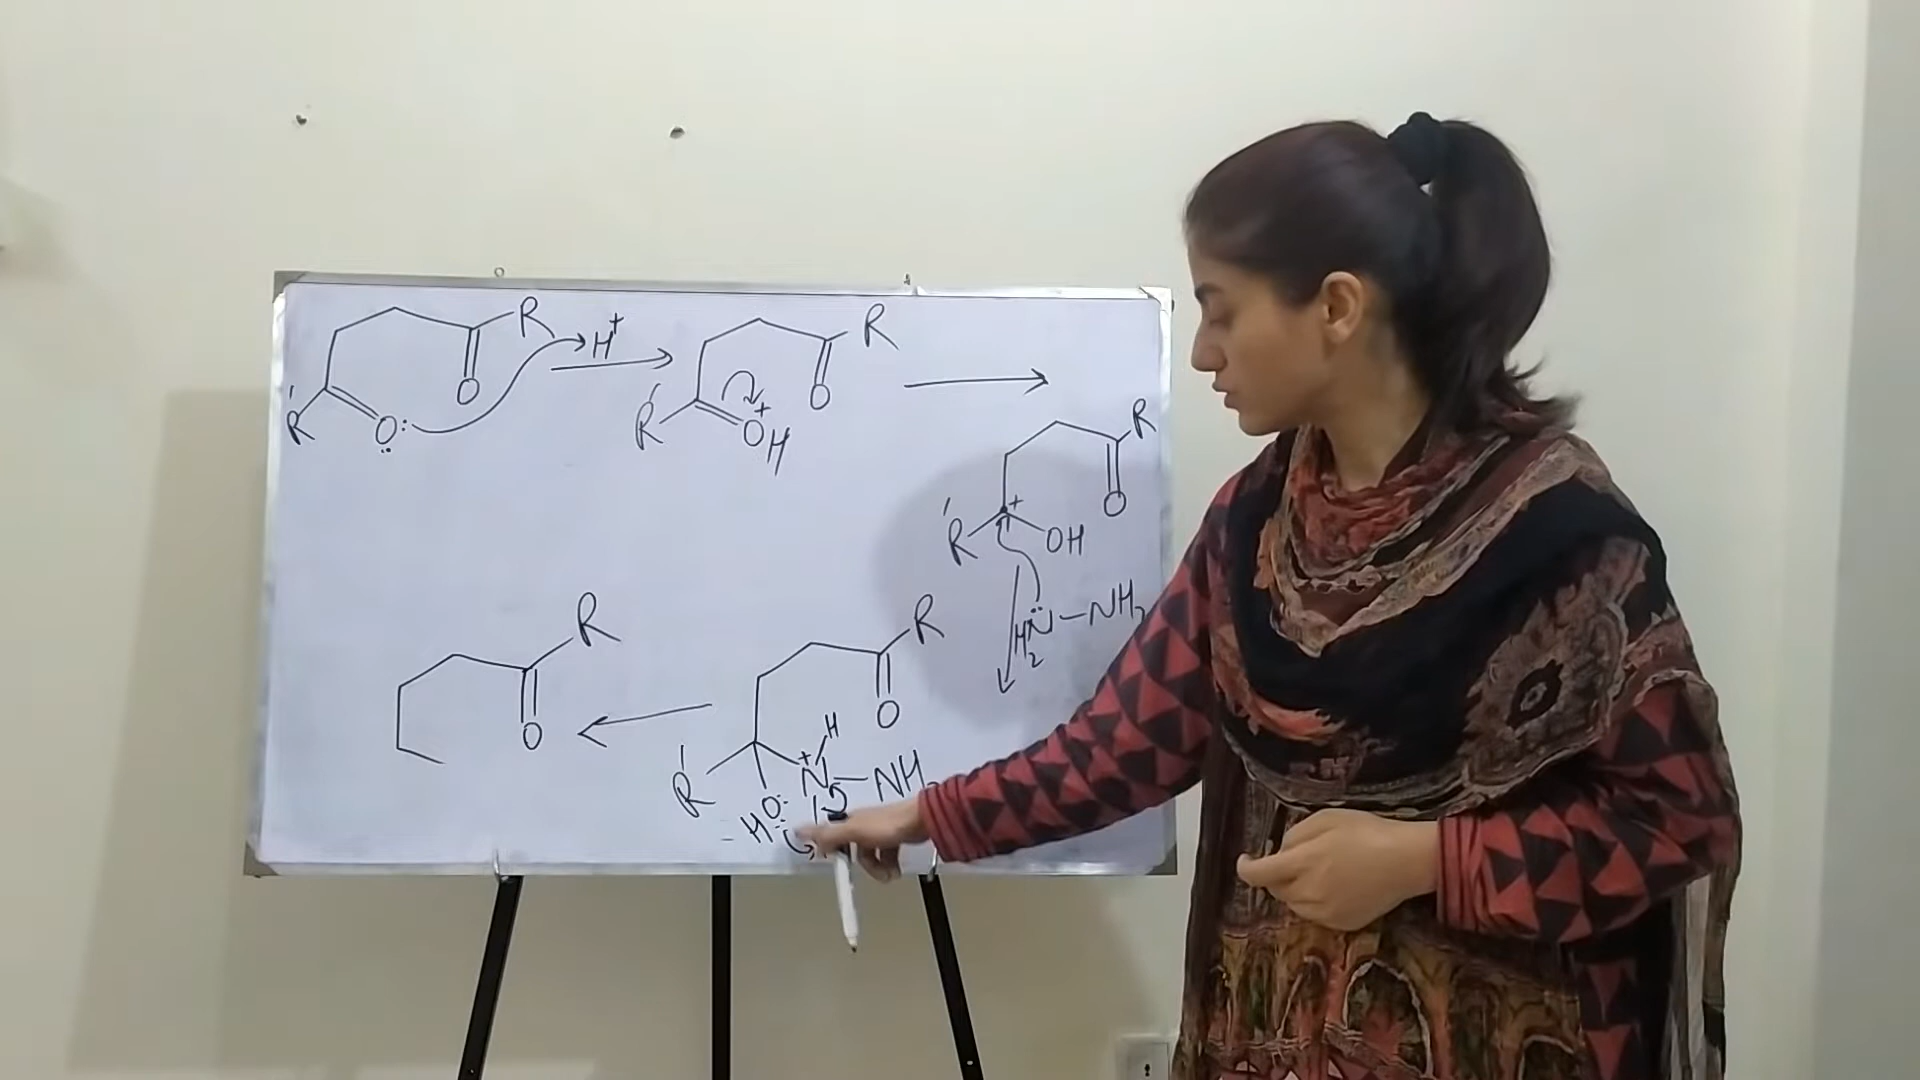 R H+ R
R' O O R' OH+ O
R
R' + OH O
H2N̈-NH2
R R
O O
H
R' + N-NH2
HO